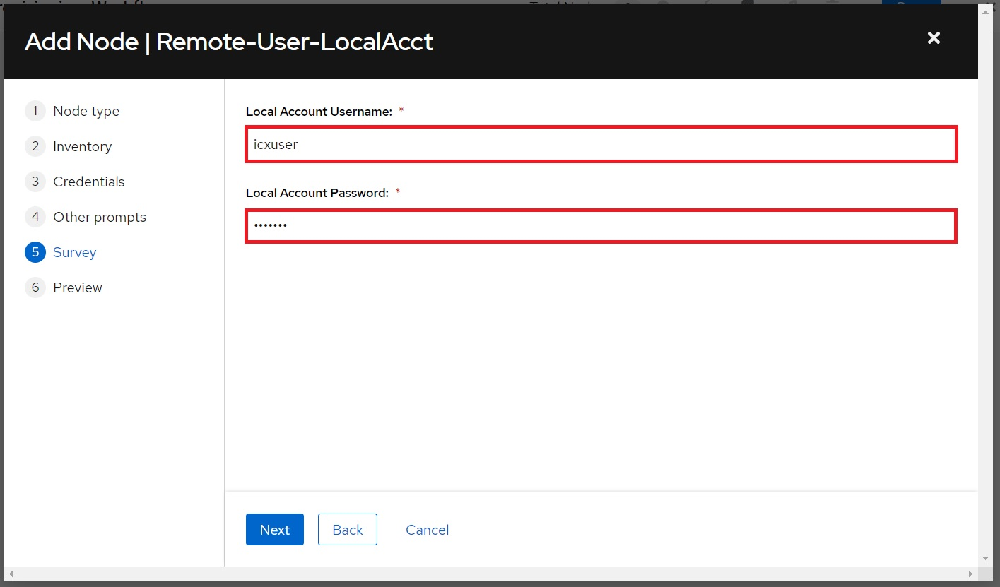 Add Node | Remote-User-LocalAcct
1 Node type
2 Inventory
3 Credentials
4 Other prompts
5 Survey
6 Preview
Local Account Username: *
icxuser
Local Account Password: *
•••••••
Next Back Cancel